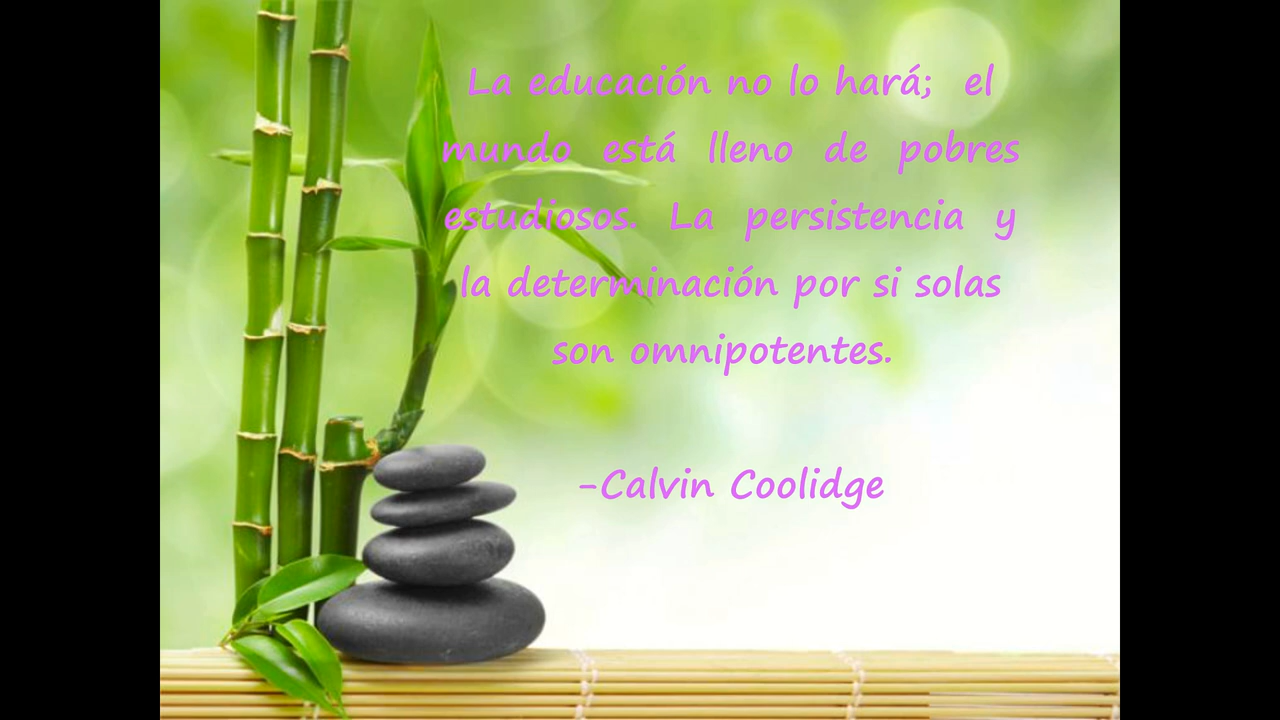 La educación no lo hará; el
mundo está lleno de pobres
estudiosos. La persistencia y
la determinación por si solas
son omnipotentes.
-Calvin Coolidge